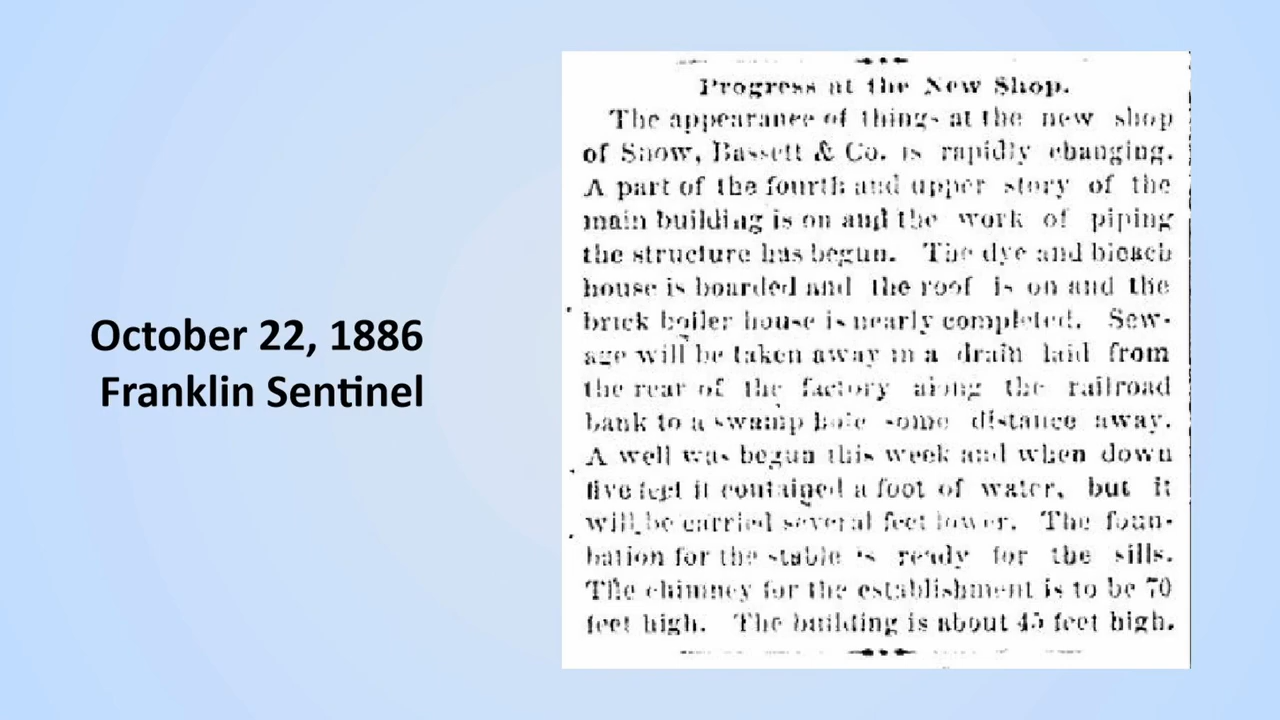 October 22, 1886
Franklin Sentinel
Progress at the New Shop.
The appearance of things at the new shop
of Snow, Bassett & Co. is rapidly changing.
A part of the fourth and upper story of the
main building is on and the work of piping
the structure has begun. The dye and bleach
house is boarded and the roof is on and the
brick boiler house is nearly completed. Sew-
age will be taken away in a drain laid from
the rear of the factory along the railroad
bank to a swamp hole some distance away.
A well was begun this week and when down
five feet it contained a foot of water, but it
will be carried several feet lower. The foun-
bation for the stable is ready for the sills.
The chimney for the establishment is to be 70
feet high. The building is about 45 feet high.